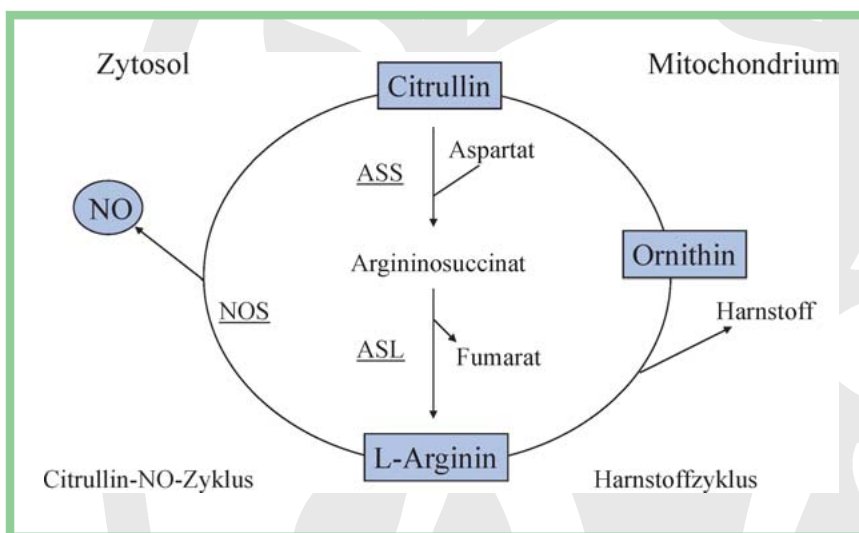 Zytosol
Mitochondrium
Citrullin
Aspartat
ASS
NO
Argininosuccinat
Ornithin
NOS
Harnstoff
ASL
Fumarat
L-Arginin
Citrullin-NO-Zyklus
Harnstoffzyklus